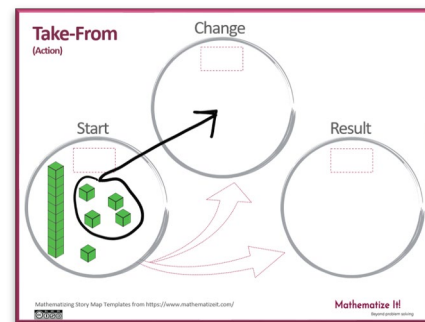 Take-From
(Action)
Change
Start
Result
Mathematizing Story Map Templates from https://www.mathematizeit.com/
Mathematize It!
Beyond problem solving